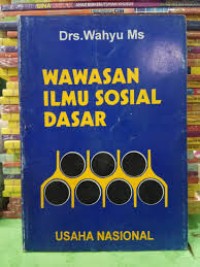 Drs.Wahyu Ms
WAWASAN
ILMU SOSIAL
DASAR
USAHA NASIONAL